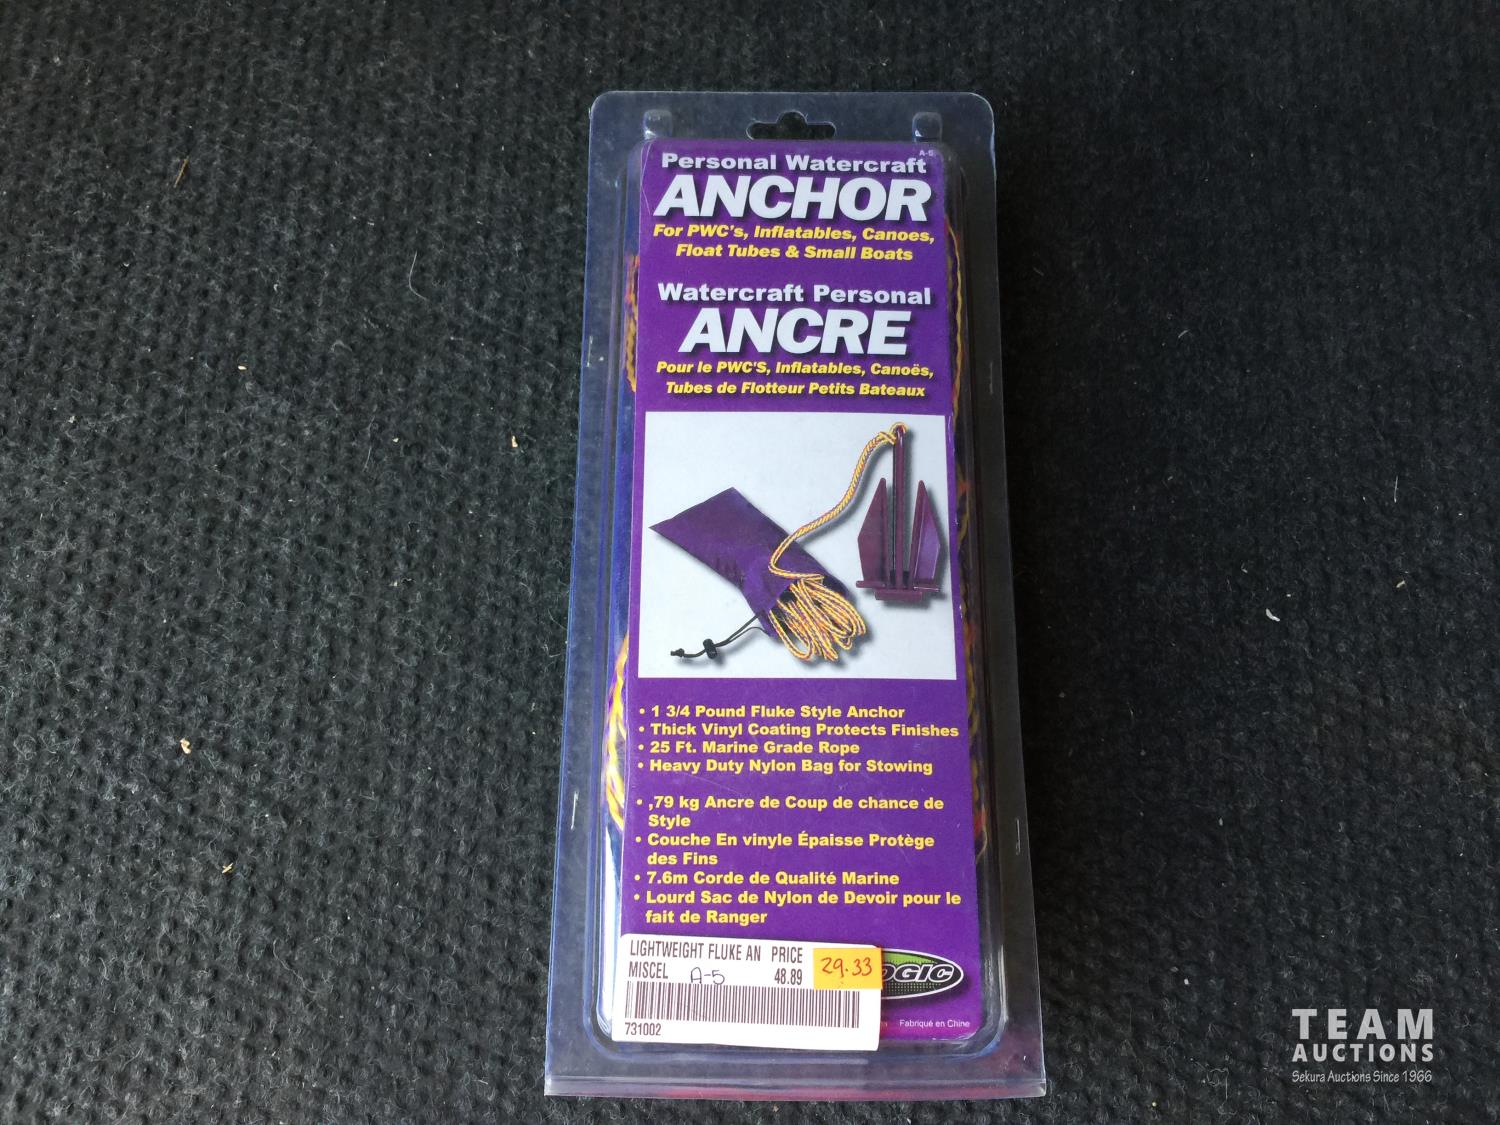 A-5
Personal Watercraft
ANCHOR
For PWC's, Inflatables, Canoes,
Float Tubes & Small Boats
Watercraft Personal
ANCRE
Pour le PWC'S, Inflatables, Canoës,
Tubes de Flotteur Petits Bateaux
• 1 3/4 Pound Fluke Style Anchor
• Thick Vinyl Coating Protects Finishes
• 25 Ft. Marine Grade Rope
• Heavy Duty Nylon Bag for Stowing
• ,79 kg Ancre de Coup de chance de
Style
• Couche En vinyle Épaisse Protège
des Fins
• 7.6m Corde de Qualité Marine
• Lourd Sac de Nylon de Devoir pour le
fait de Ranger
LIGHTWEIGHT FLUKE AN PRICE
MISCEL A-5 48.89
29.33
731002
OGIC
Fabriqué en Chine
TEAM
AUCTIONS
Sekura Auctions Since 1966